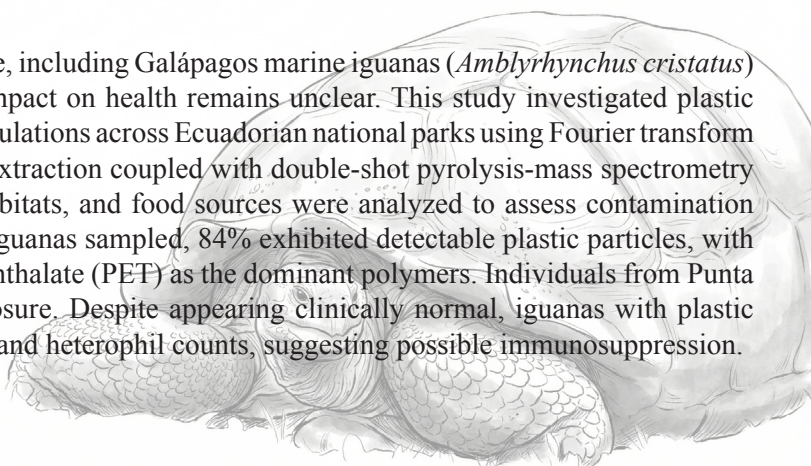 e, including Galápagos marine iguanas (Amblyrhynchus cristatus)
mpact on health remains unclear. This study investigated plastic
ulations across Ecuadorian national parks using Fourier transform
extraction coupled with double-shot pyrolysis-mass spectrometry
bitats, and food sources were analyzed to assess contamination
guanas sampled, 84% exhibited detectable plastic particles, with
hthalate (PET) as the dominant polymers. Individuals from Punta
osure. Despite appearing clinically normal, iguanas with plastic
and heterophil counts, suggesting possible immunosuppression.